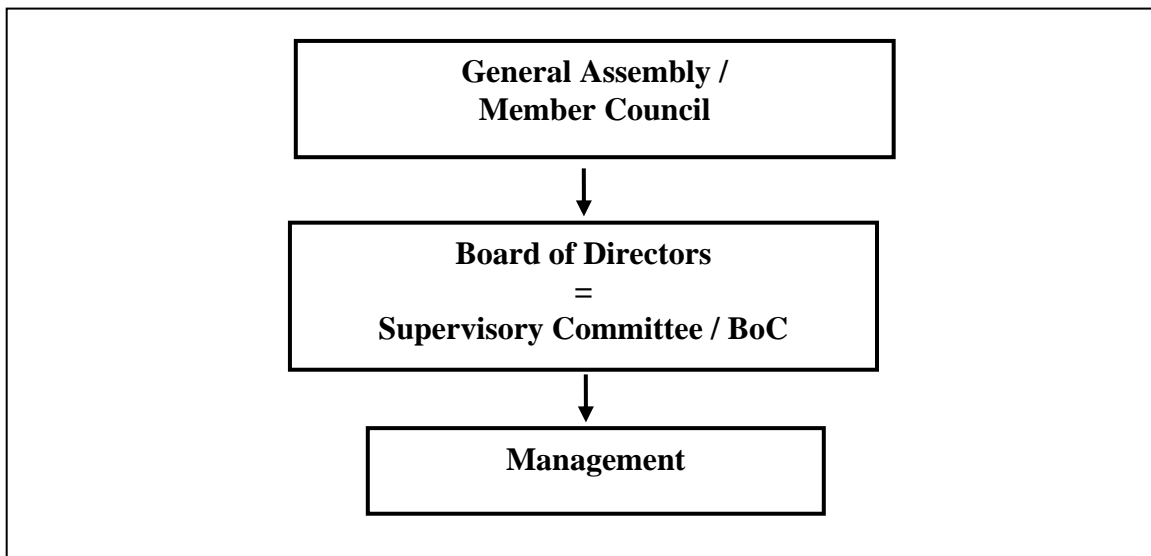 General Assembly /
Member Council
Board of Directors
=
Supervisory Committee / BoC
Management